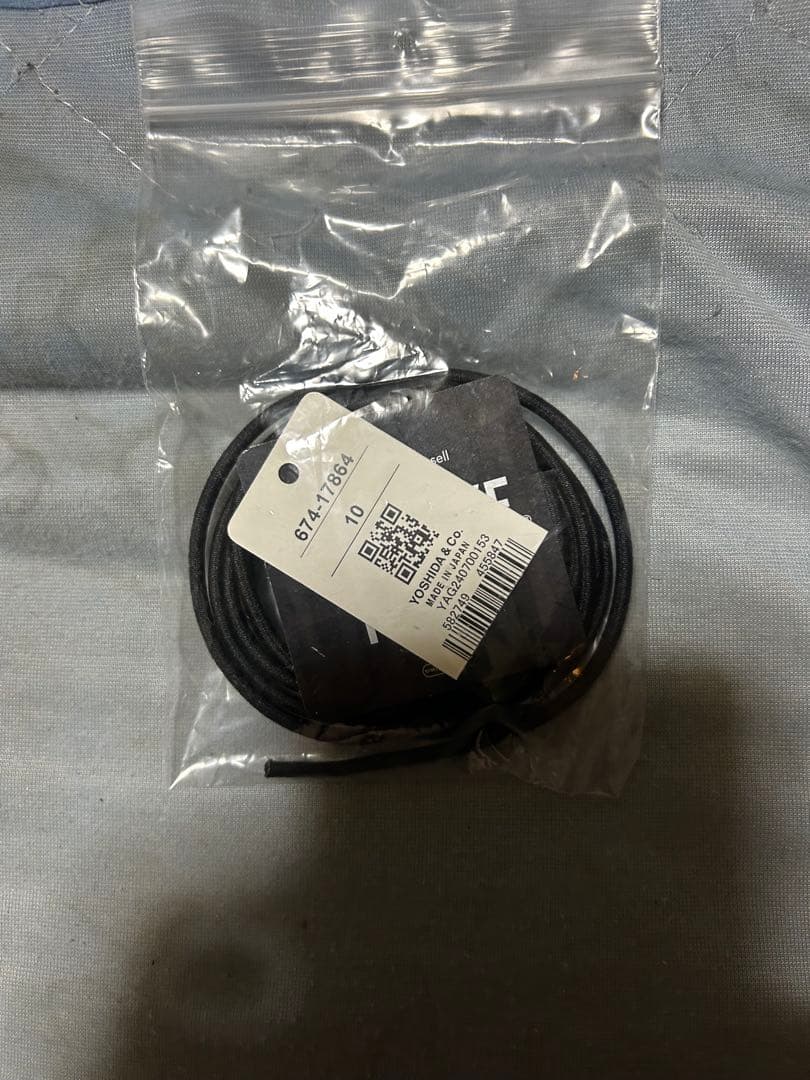 674-17864
10
YOSHIDA & Co.
MADE IN JAPAN
YAG240700153
582749 455847
sell